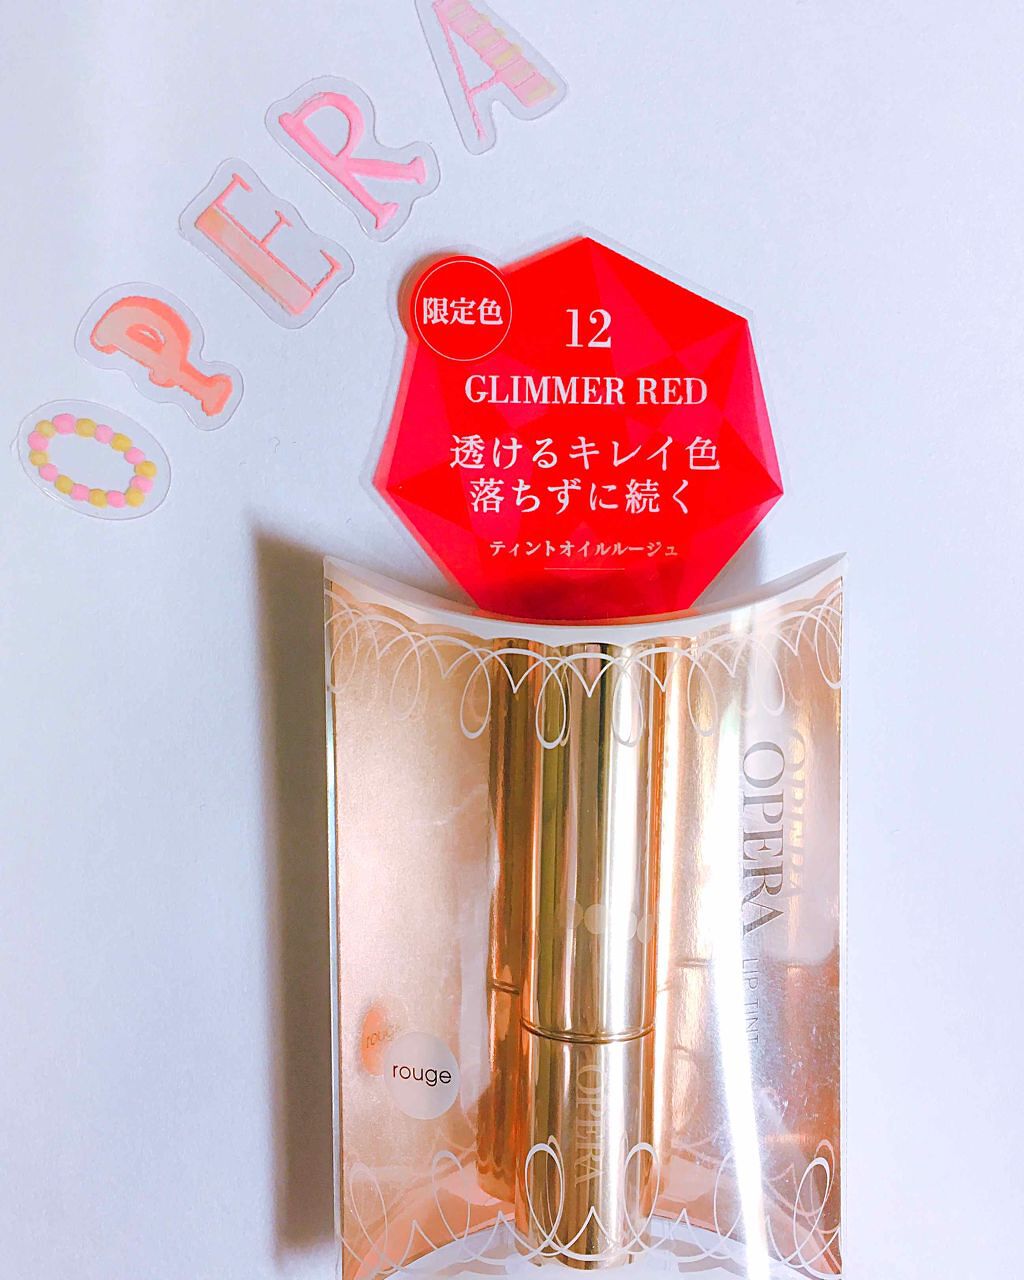 OPERA
限定色
12
GLIMMER RED
透けるキレイ色
落ちずに続く
ティントオイルルージュ
OPERA LIP TINT
rouge
OPERA